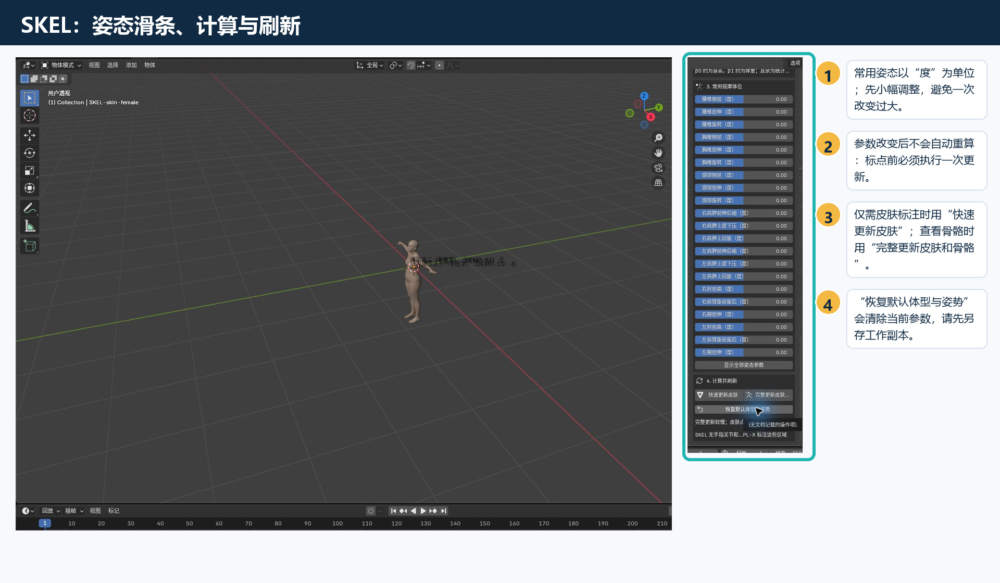 SKEL：姿态滑条、计算与刷新
物体模式
视图
选择
添加
物体
全局
用户透视
(1) Collection | SKEL-skin-female
Z
Y
X
回放
插帧
视图
标记
1
10
20
30
40
50
60
70
80
90
100
110
120
130
140
150
160
170
180
190
200
210
选项
β0 约为身高，β1 约为体重；其余为统计...
3. 常用按摩体位
腰椎侧屈（度） 0.00
腰椎屈伸（度） 0.00
腰椎旋转（度） 0.00
胸椎侧屈（度） 0.00
胸椎屈伸（度） 0.00
胸椎旋转（度） 0.00
颈部侧屈（度） 0.00
颈部屈伸（度） 0.00
颈部旋转（度） 0.00
右肩胛前伸后缩（度） 0.00
右肩胛上提下压（度） 0.00
右肩胛上回旋（度） 0.00
左肩胛前伸后缩（度） 0.00
左肩胛上提下压（度） 0.00
左肩胛上回旋（度） 0.00
右肘屈曲（度） 0.00
右前臂旋前旋后（度） 0.00
右腕屈伸（度） 0.00
左肘屈曲（度） 0.00
左前臂旋前旋后（度） 0.00
左腕屈伸（度） 0.00
显示全部姿态参数
4. 计算并刷新
快速更新皮肤
完整更新皮肤...
恢复默认体型与姿势
完整更新较慢；皮肤点
(无文档记载的操作项).
SKEL 无手指关节和...PL-X 标注这些区域
1
常用姿态以“度”为单位
；先小幅调整，避免一次
改变过大。
2
参数改变后不会自动重算
：标点前必须执行一次更
新。
3
仅需皮肤标注时用“快速
更新皮肤”；查看骨骼时
用“完整更新皮肤和骨骼
”。
4
“恢复默认体型与姿势”
会清除当前参数，请先另
存工作副本。